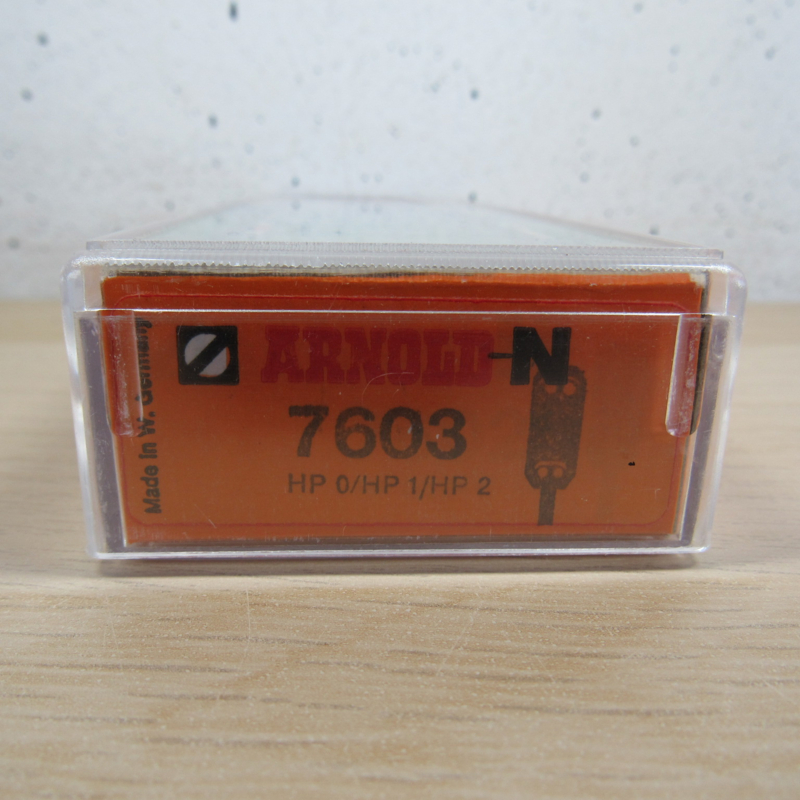 ARNOLD-N
7603
HP 0/HP 1/HP 2
Made in W. Germany